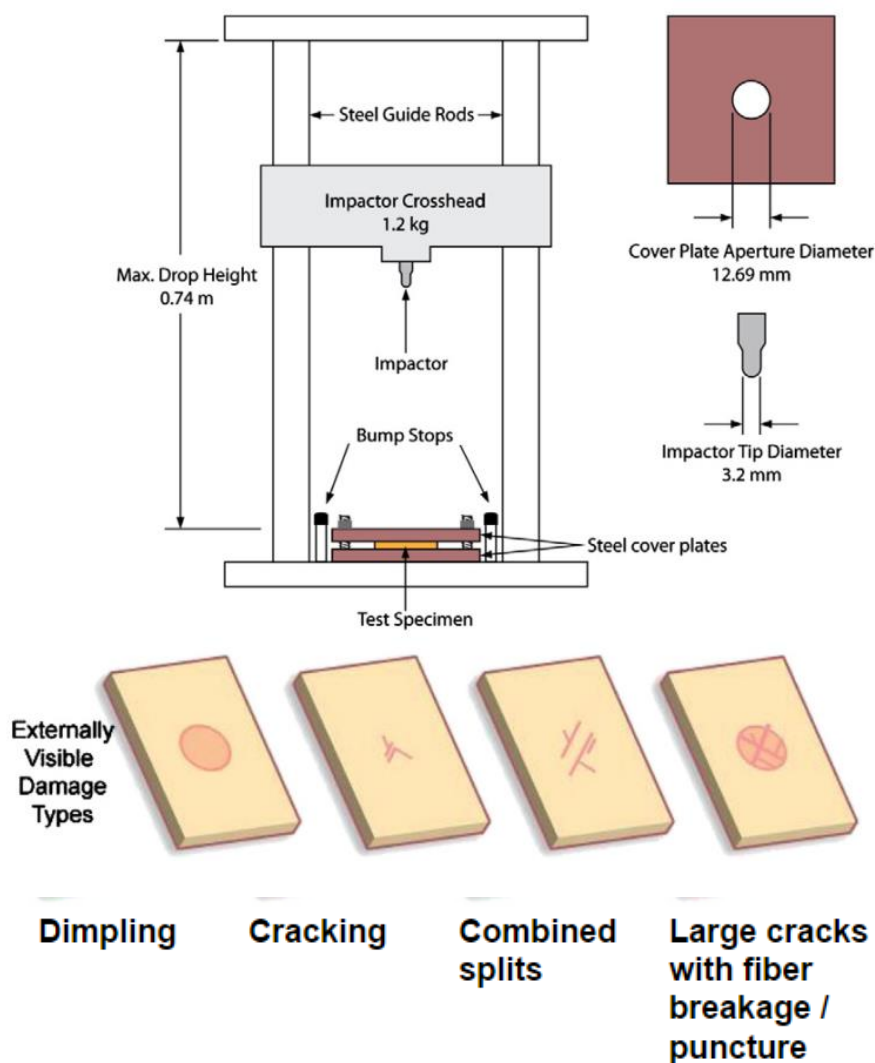 Steel Guide Rods
Impactor Crosshead
1.2 kg
Max. Drop Height
0.74 m
Cover Plate Aperture Diameter
12.69 mm
Impactor
Bump Stops
Impactor Tip Diameter
3.2 mm
Steel cover plates
Test Specimen
Externally
Visible
Damage
Types
Dimpling
Cracking
Combined
splits
Large cracks
with fiber
breakage /
puncture